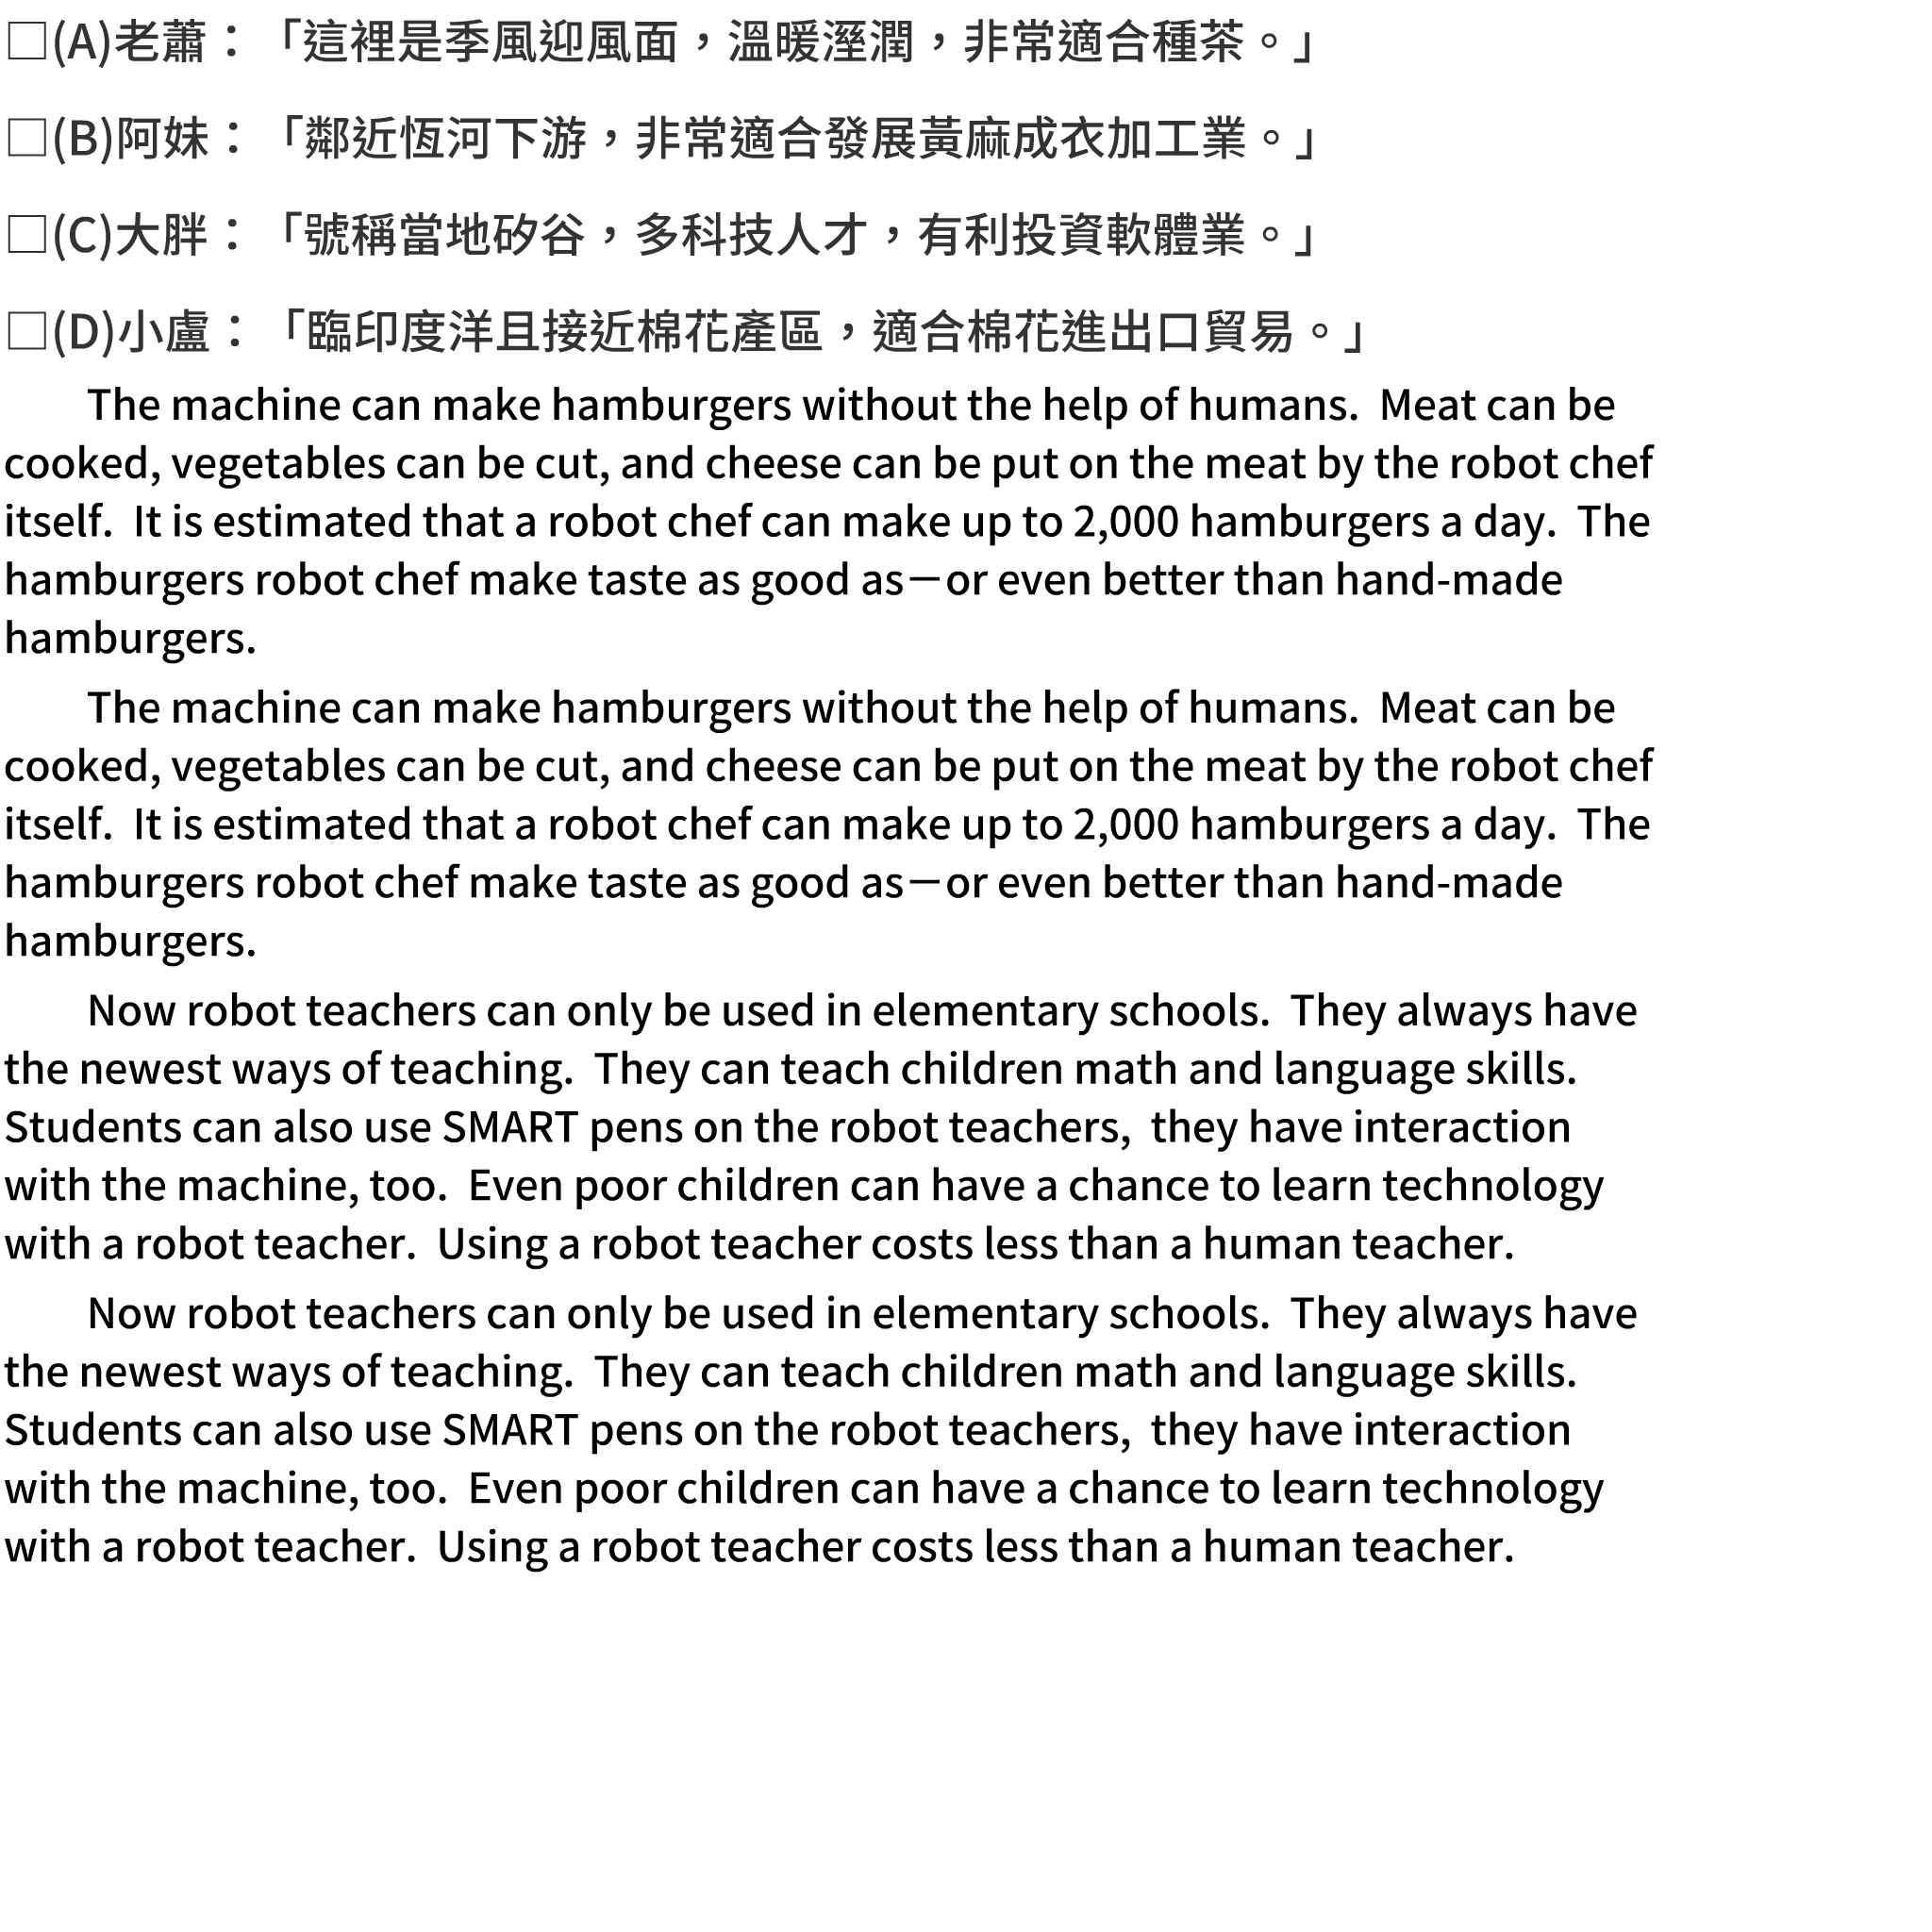 □(A)老蕭：「這裡是季風迎風面，溫暖溼潤，非常適合種茶。」
□(B)阿妹：「鄰近恆河下游，非常適合發展黃麻成衣加工業。」
□(C)大胖：「號稱當地矽谷，多科技人才，有利投資軟體業。」
□(D)小盧：「臨印度洋且接近棉花產區，適合棉花進出口貿易。」
The machine can make hamburgers without the help of humans.  Meat can be
cooked, vegetables can be cut, and cheese can be put on the meat by the robot chef
itself.  It is estimated that a robot chef can make up to 2,000 hamburgers a day.  The
hamburgers robot chef make taste as good as－or even better than hand-made
hamburgers.
The machine can make hamburgers without the help of humans.  Meat can be
cooked, vegetables can be cut, and cheese can be put on the meat by the robot chef
itself.  It is estimated that a robot chef can make up to 2,000 hamburgers a day.  The
hamburgers robot chef make taste as good as－or even better than hand-made
hamburgers.
Now robot teachers can only be used in elementary schools.  They always have
the newest ways of teaching.  They can teach children math and language skills.
Students can also use SMART pens on the robot teachers,  they have interaction
with the machine, too.  Even poor children can have a chance to learn technology
with a robot teacher.  Using a robot teacher costs less than a human teacher.
Now robot teachers can only be used in elementary schools.  They always have
the newest ways of teaching.  They can teach children math and language skills.
Students can also use SMART pens on the robot teachers,  they have interaction
with the machine, too.  Even poor children can have a chance to learn technology
with a robot teacher.  Using a robot teacher costs less than a human teacher.